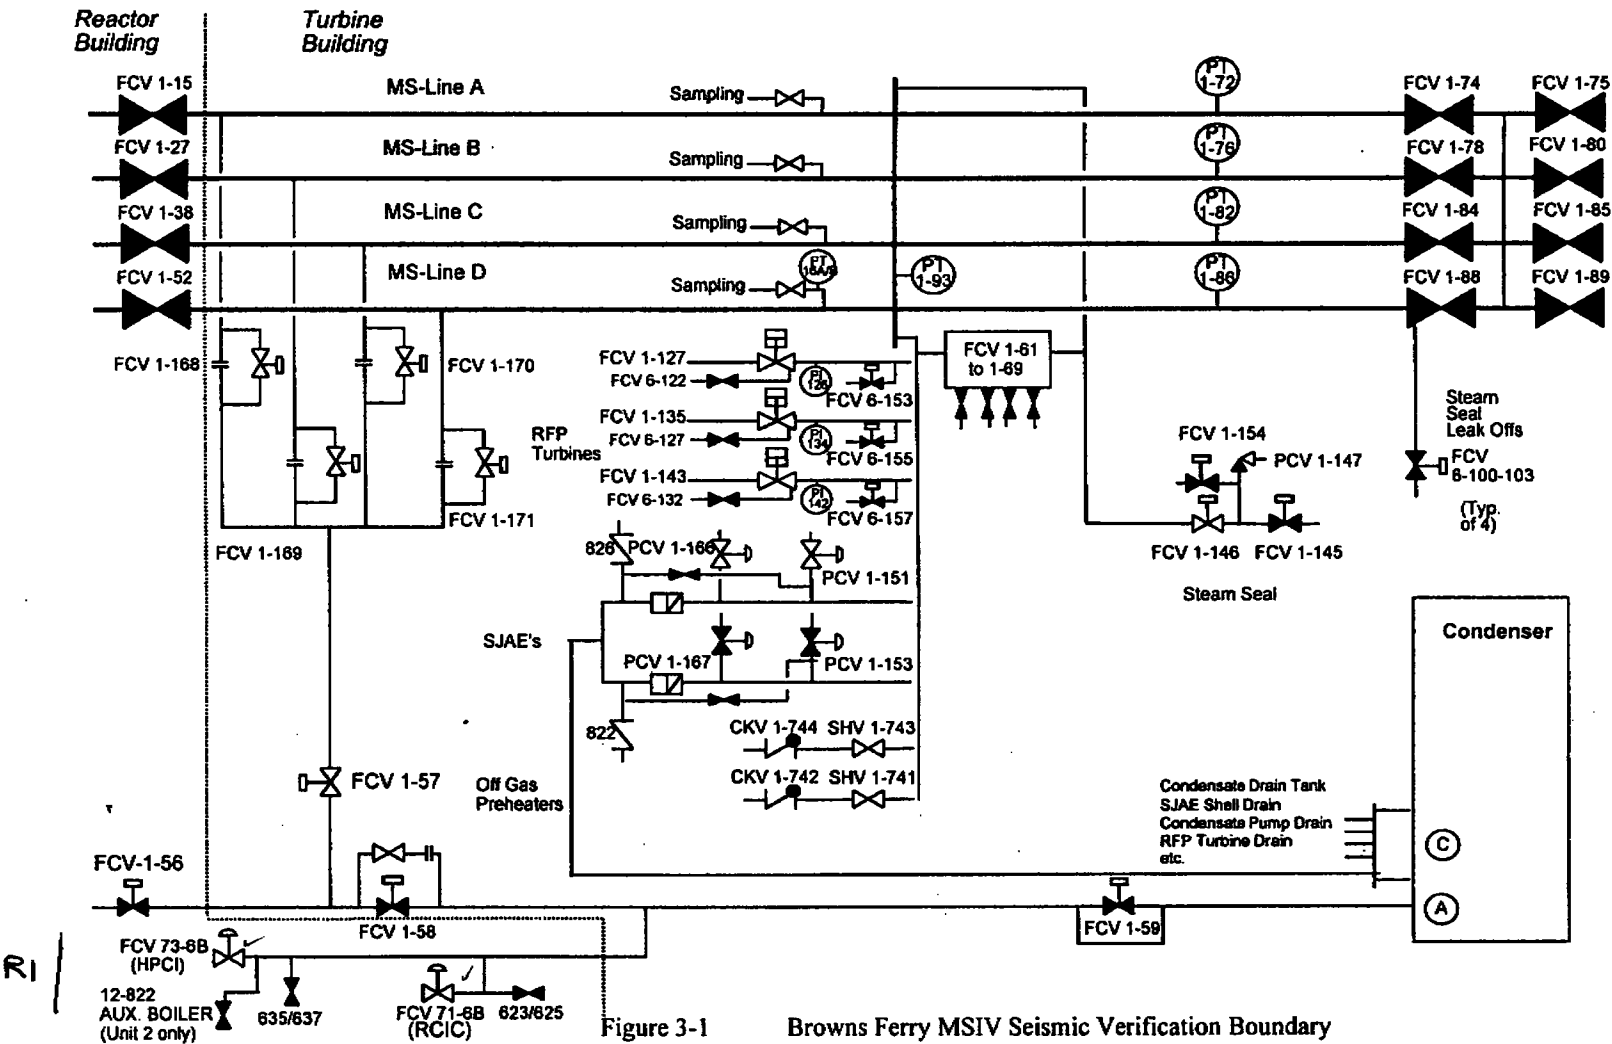 Reactor
Building
Turbine
Building
FCV 1-15
MS-Line A
Sampling
PT
1-72
FCV 1-74
FCV 1-75
FCV 1-27
MS-Line B
Sampling
PT
1-76
FCV 1-78
FCV 1-80
FCV 1-38
MS-Line C
Sampling
PT
1-82
FCV 1-84
FCV 1-85
FCV 1-52
MS-Line D
Sampling
PT
PT
1-93
PT
1-86
FCV 1-88
FCV 1-89
FCV 1-168
FCV 1-170
FCV 1-169
FCV 1-171
RFP
Turbines
FCV 1-127
FCV 6-122
PI
126
FCV 6-153
FCV 1-135
FCV 6-127
PI
134
FCV 6-155
FCV 1-143
FCV 6-132
PI
142
FCV 6-157
FCV 1-61
to 1-69
FCV 1-154
PCV 1-147
FCV 1-146
FCV 1-145
Steam Seal
Steam
Seal
Leak Offs
FCV
6-100-103
(Typ.
of 4)
826
PCV 1-166
PCV 1-151
SJAE's
PCV 1-167
PCV 1-153
822
CKV 1-744
SHV 1-743
CKV 1-742
SHV 1-741
Off Gas
Preheaters
FCV 1-57
Condenser
Condensate Drain Tank
SJAE Shell Drain
Condensate Pump Drain
RFP Turbine Drain
etc.
C
A
FCV-1-56
FCV 1-58
FCV 1-59
R1
FCV 73-6B
(HPCI)
12-822
AUX. BOILER
(Unit 2 only)
635/637
FCV 71-6B
(RCIC)
623/625
Figure 3-1 Browns Ferry MSIV Seismic Verification Boundary